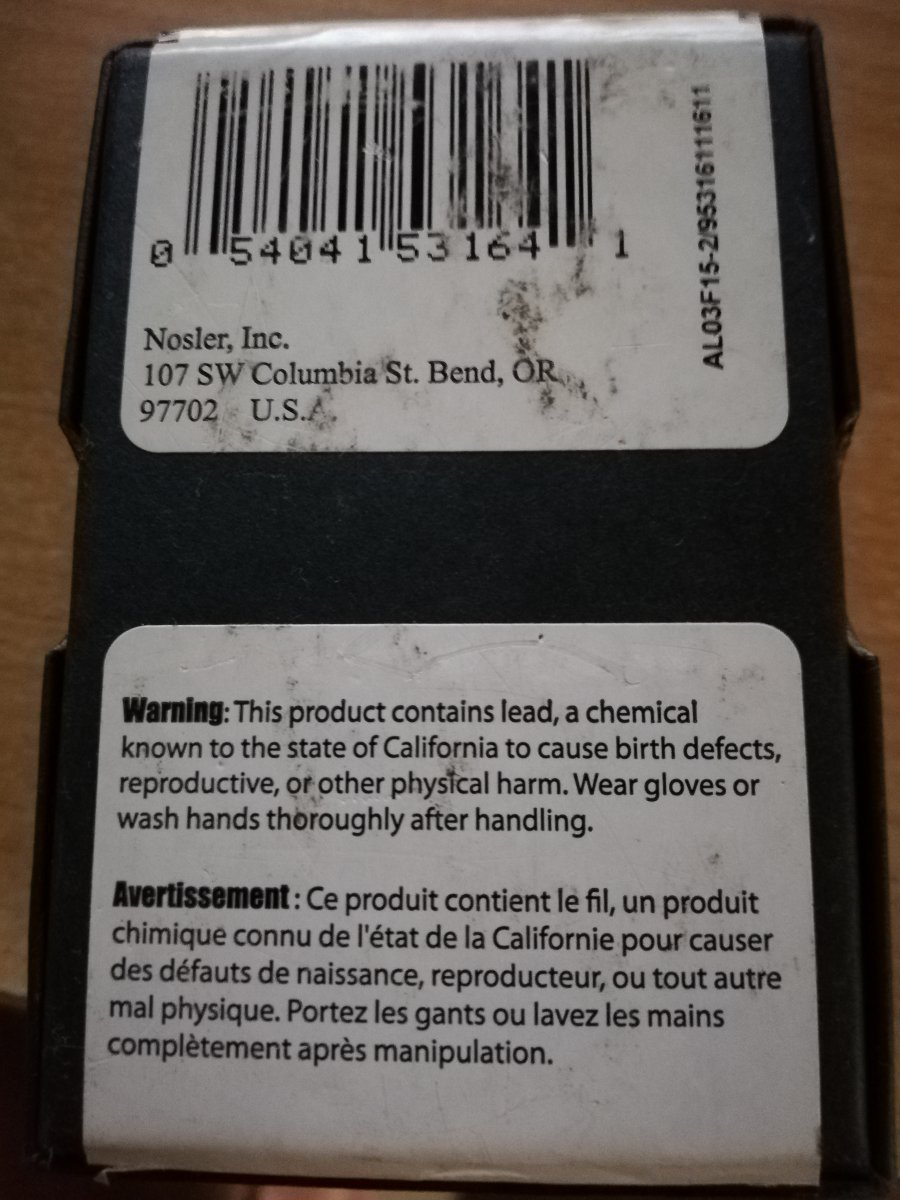 0 54041 53164 1
AL03F15-2/95316111611
Nosler, Inc.
107 SW Columbia St. Bend, OR
97702 U.S.A.
Warning: This product contains lead, a chemical
known to the state of California to cause birth defects,
reproductive, or other physical harm. Wear gloves or
wash hands thoroughly after handling.
Avertissement : Ce produit contient le fil, un produit
chimique connu de l'état de la Californie pour causer
des défauts de naissance, reproducteur, ou tout autre
mal physique. Portez les gants ou lavez les mains
complètement après manipulation.